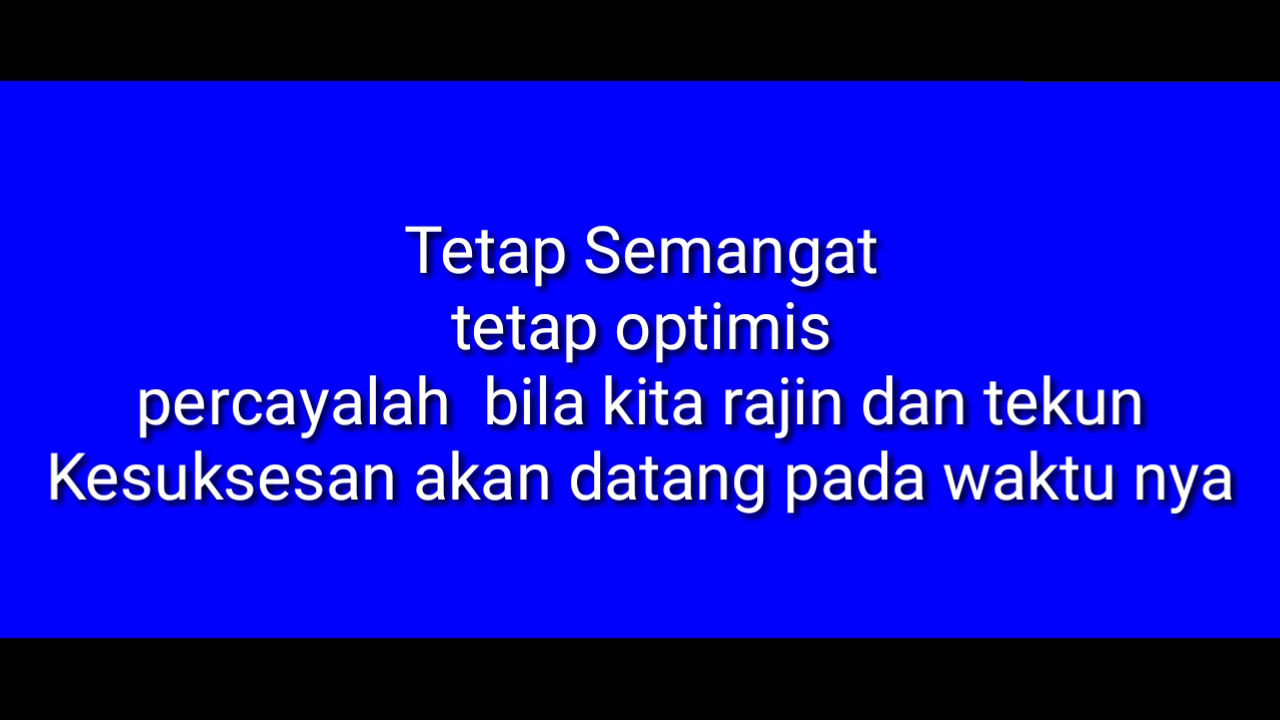 Tetap Semangat
tetap optimis
percayalah  bila kita rajin dan tekun
Kesuksesan akan datang pada waktu nya